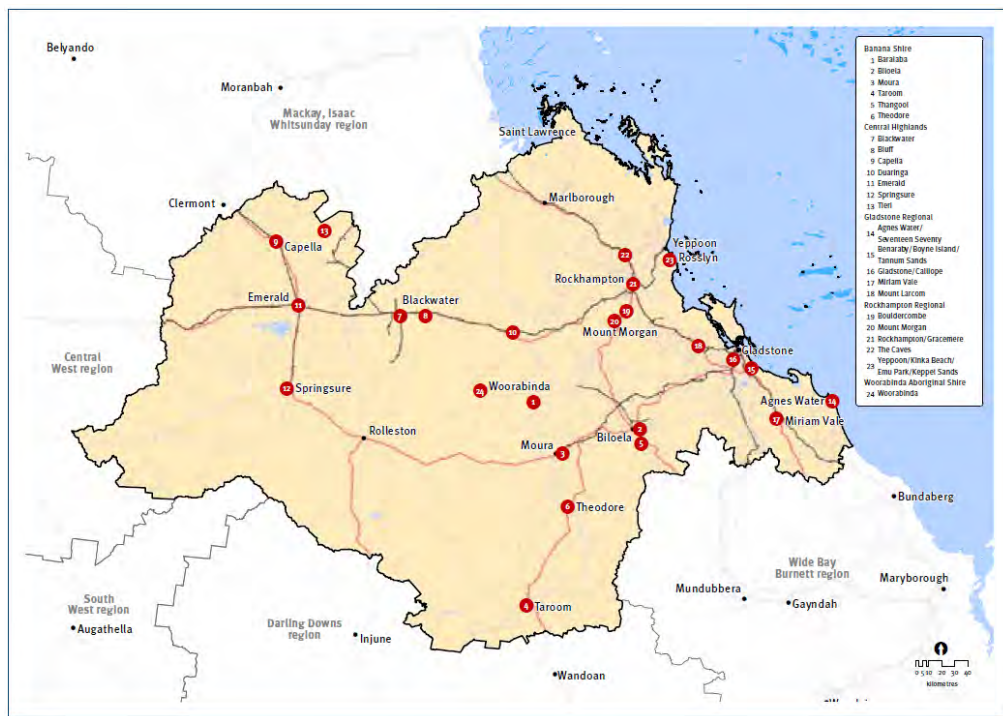 Belyando
Moranbah
Mackay, Isaac
Whitsunday region
Saint Lawrence
Clermont
Marlborough
9
13
Capella
22
Yeppoon
23
Rosslyn
Rockhampton
21
Emerald
11
Blackwater
7
8
19
20
Mount Morgan
10
18
Gladstone
16
15
Central
West region
12
Springsure
24
Woorabinda
1
Agnes Water
14
17
Miriam Vale
Rolleston
Biloela
2
5
Moura
3
Bundaberg
6
Theodore
Wide Bay
Burnett region
Maryborough
Mundubbera
Gayndah
South
West region
Augathella
4
Taroom
Darling Downs
region
Injune
Wandoan
0 5 10 20 30 40
kilometres
Banana Shire
1 Baralaba
2 Biloela
3 Moura
4 Taroom
5 Thangool
6 Theodore
Central Highlands
7 Blackwater
8 Bluff
9 Capella
10 Duaringa
11 Emerald
12 Springsure
13 Tieri
Gladstone Regional
14 Agnes Water/
Seventeen Seventy
15 Benaraby/Boyne Island/
Tannum Sands
16 Gladstone/Calliope
17 Miriam Vale
18 Mount Larcom
Rockhampton Regional
19 Bouldercombe
20 Mount Morgan
21 Rockhampton/Gracemere
22 The Caves
23 Yeppoon/Kinka Beach/
Emu Park/Keppel Sands
Woorabinda Aboriginal Shire
24 Woorabinda